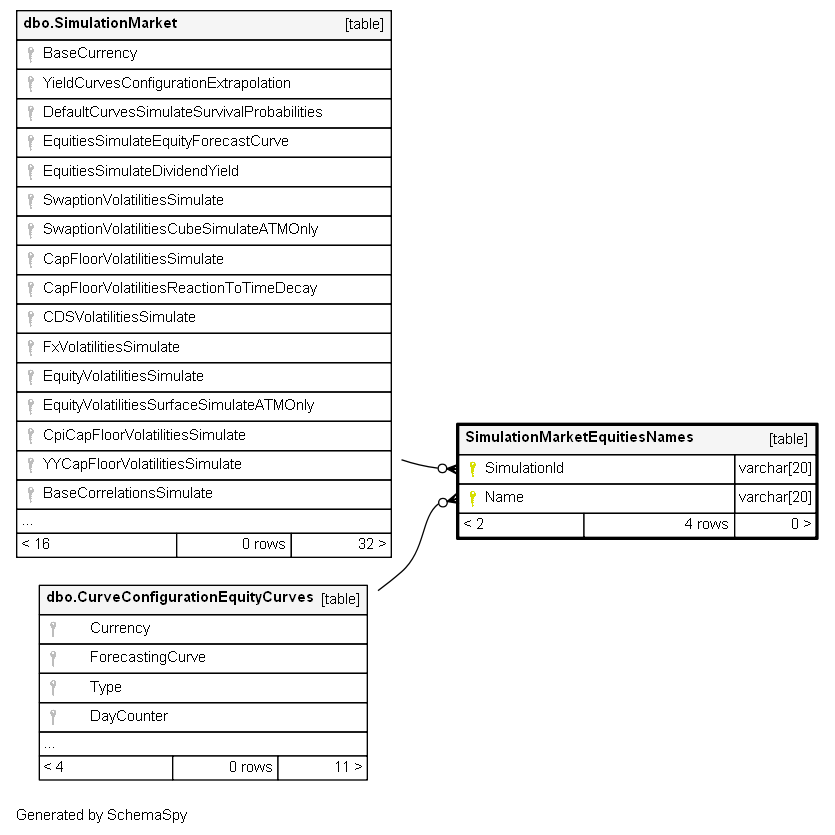 dbo.SimulationMarket [table]
BaseCurrency
YieldCurvesConfigurationExtrapolation
DefaultCurvesSimulateSurvivalProbabilities
EquitiesSimulateEquityForecastCurve
EquitiesSimulateDividendYield
SwaptionVolatilitiesSimulate
SwaptionVolatilitiesCubeSimulateATMOnly
CapFloorVolatilitiesSimulate
CapFloorVolatilitiesReactionToTimeDecay
CDSVolatilitiesSimulate
FxVolatilitiesSimulate
EquityVolatilitiesSimulate
EquityVolatilitiesSurfaceSimulateATMOnly
CpiCapFloorVolatilitiesSimulate
YYCapFloorVolatilitiesSimulate
BaseCorrelationsSimulate
...
< 16 0 rows 32 >
SimulationMarketEquitiesNames [table]
SimulationId varchar[20]
Name varchar[20]
< 2 4 rows 0 >
dbo.CurveConfigurationEquityCurves [table]
Currency
ForecastingCurve
Type
DayCounter
...
< 4 0 rows 11 >
Generated by SchemaSpy